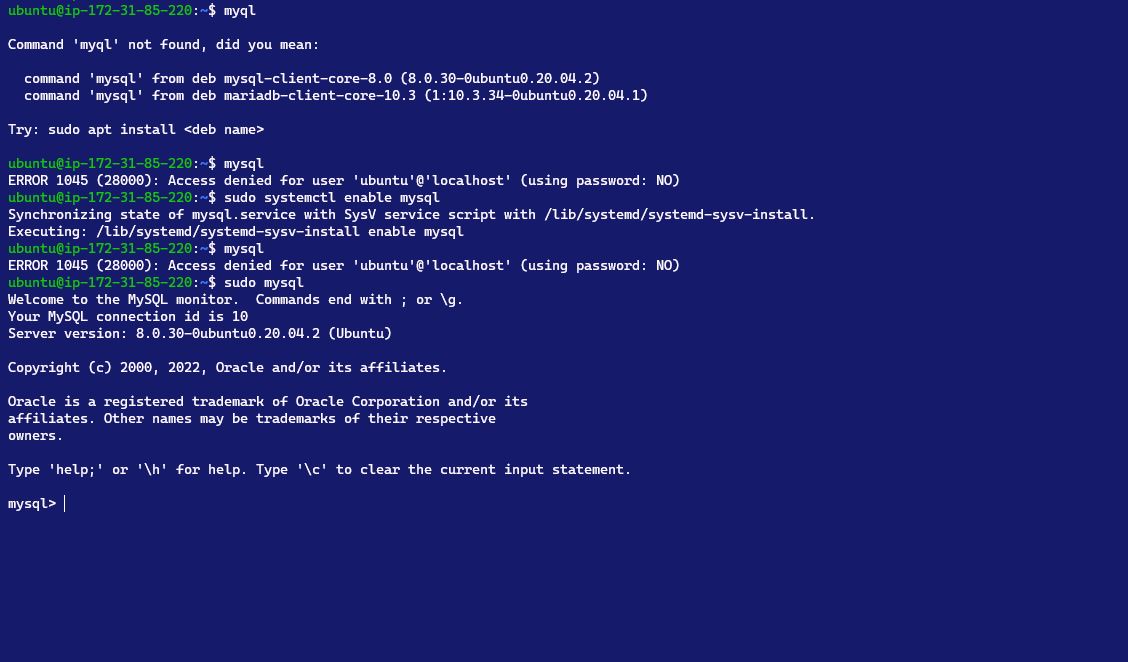 ubuntu@ip-172-31-85-220:~$ myql
Command 'myql' not found, did you mean:
command 'mysql' from deb mysql-client-core-8.0 (8.0.30-0ubuntu0.20.04.2)
command 'mysql' from deb mariadb-client-core-10.3 (1:10.3.34-0ubuntu0.20.04.1)
Try: sudo apt install <deb name>
ubuntu@ip-172-31-85-220:~$ mysql
ERROR 1045 (28000): Access denied for user 'ubuntu'@'localhost' (using password: NO)
ubuntu@ip-172-31-85-220:~$ sudo systemctl enable mysql
Synchronizing state of mysql.service with SysV service script with /lib/systemd/systemd-sysv-install.
Executing: /lib/systemd/systemd-sysv-install enable mysql
ubuntu@ip-172-31-85-220:~$ mysql
ERROR 1045 (28000): Access denied for user 'ubuntu'@'localhost' (using password: NO)
ubuntu@ip-172-31-85-220:~$ sudo mysql
Welcome to the MySQL monitor.  Commands end with ; or \g.
Your MySQL connection id is 10
Server version: 8.0.30-0ubuntu0.20.04.2 (Ubuntu)
Copyright (c) 2000, 2022, Oracle and/or its affiliates.
Oracle is a registered trademark of Oracle Corporation and/or its
affiliates. Other names may be trademarks of their respective
owners.
Type 'help;' or '\h' for help. Type '\c' to clear the current input statement.
mysql>